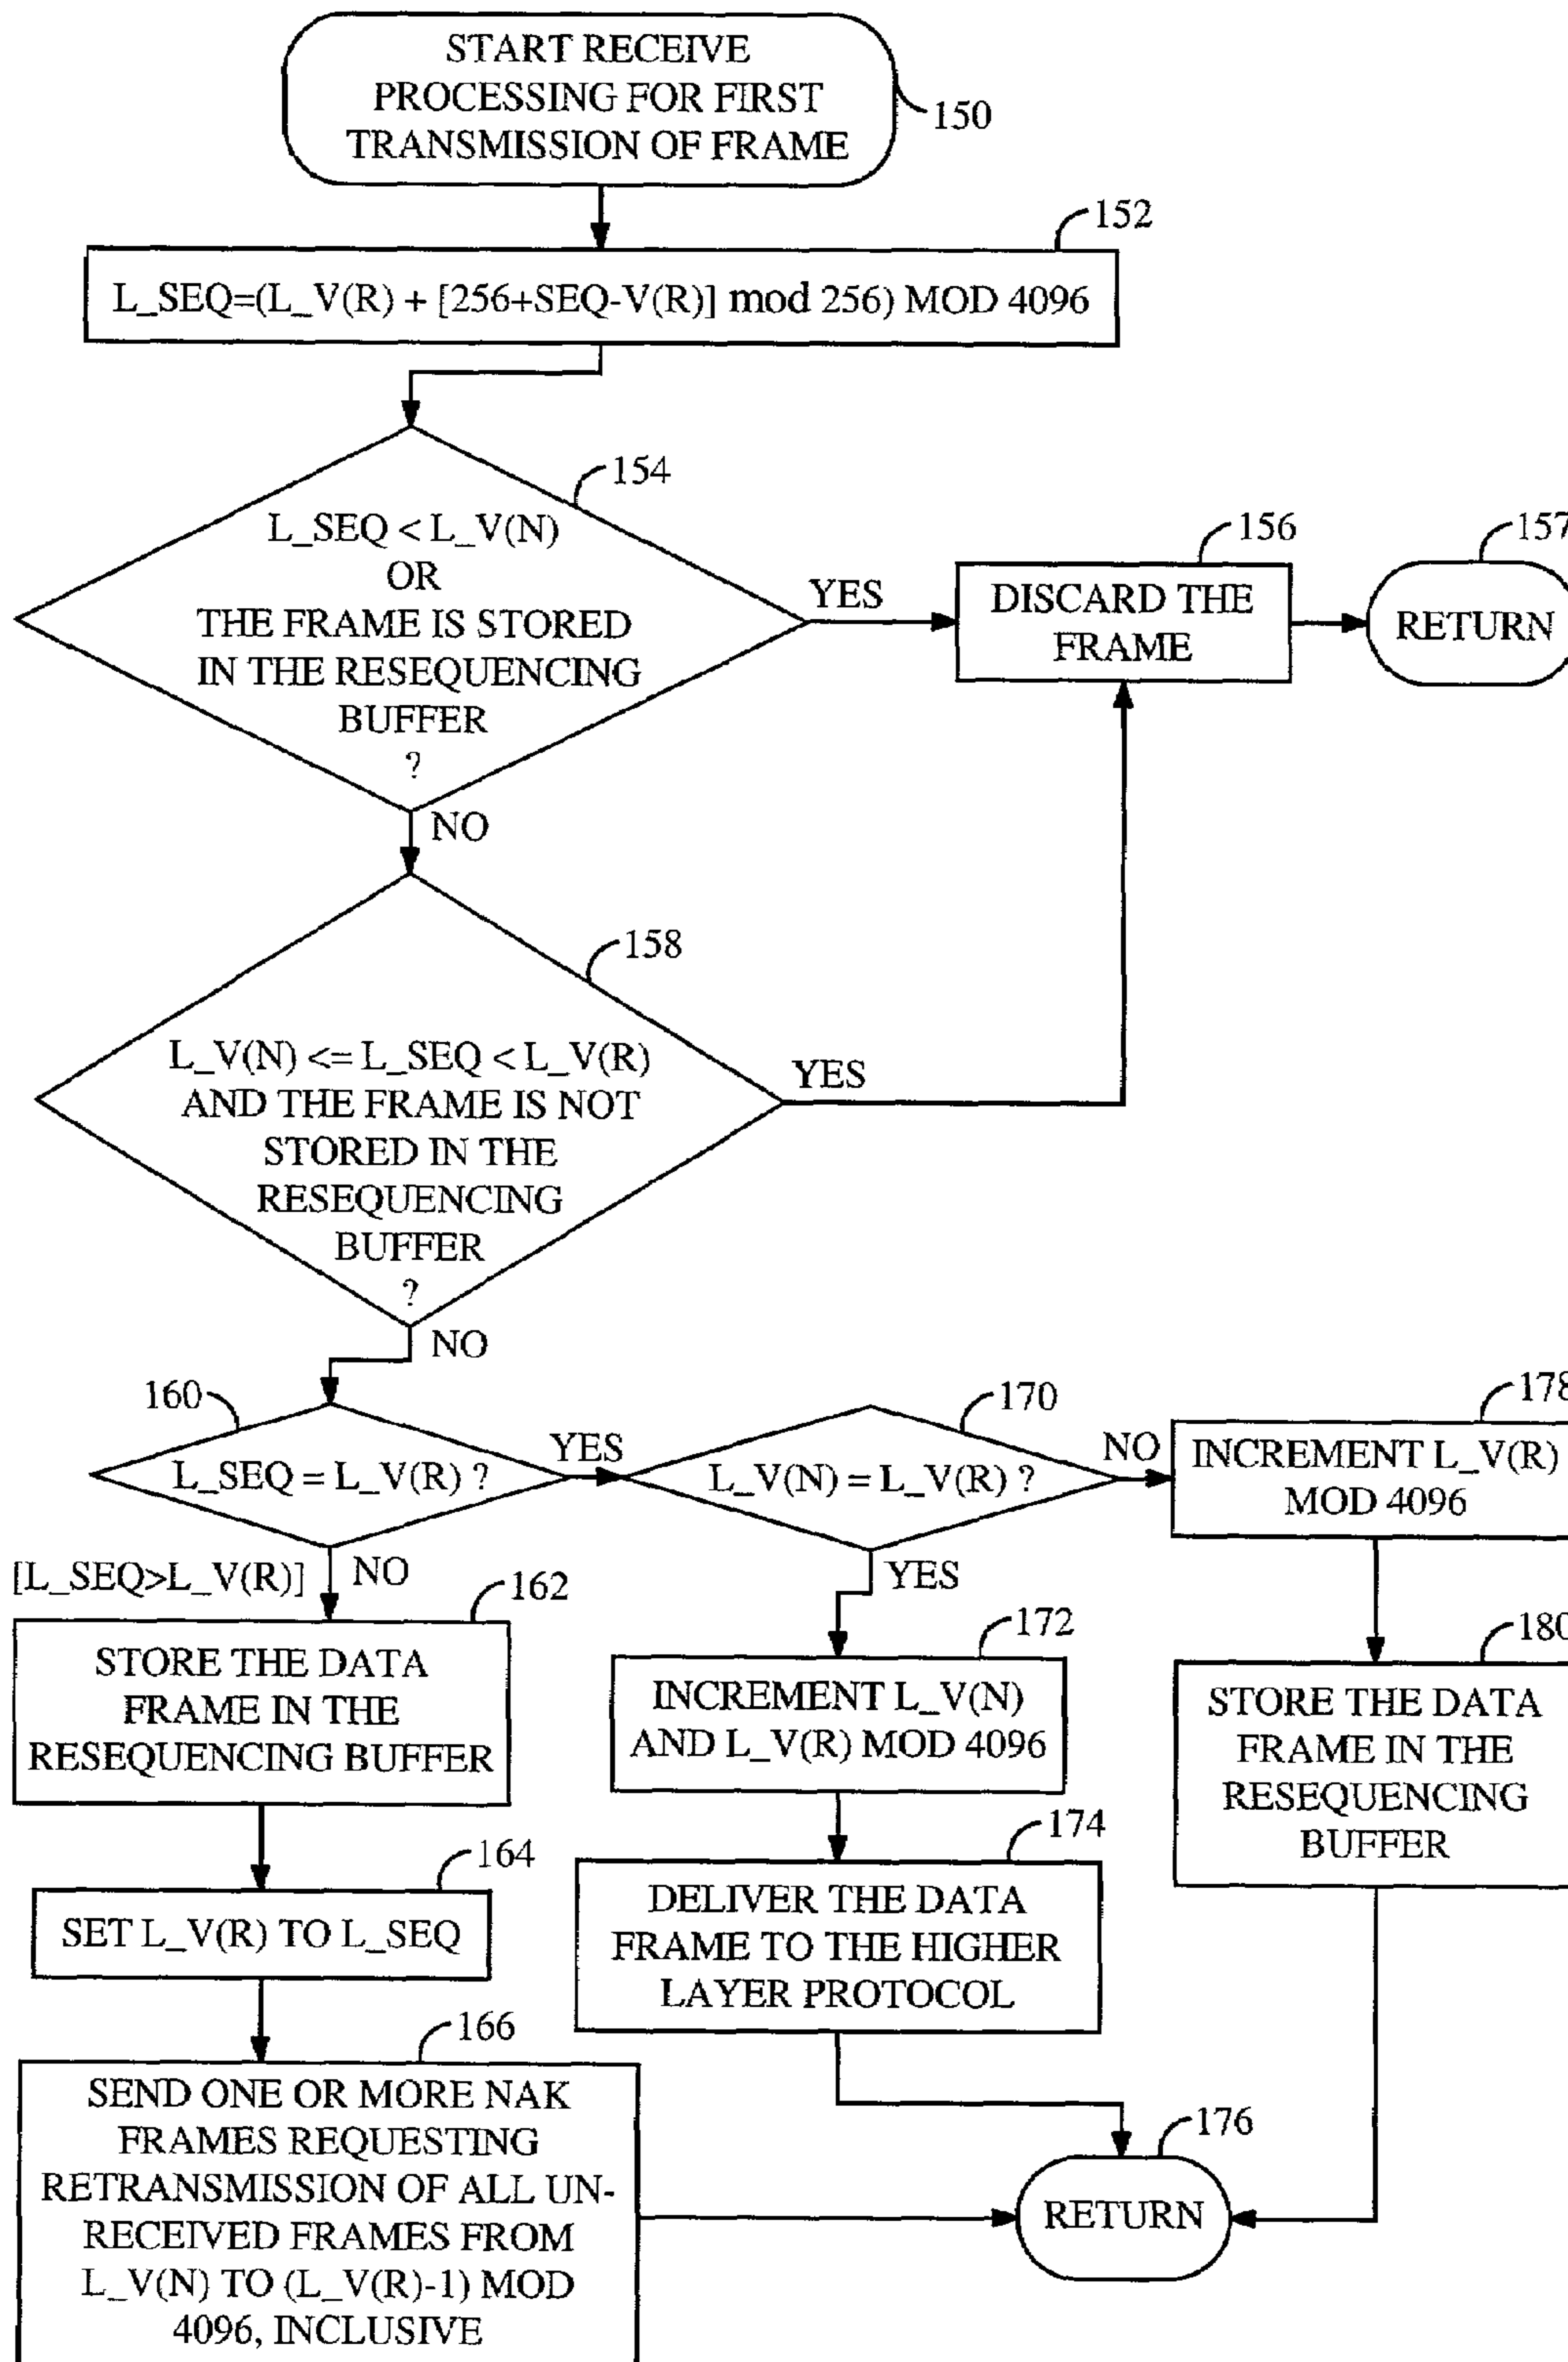 START RECEIVE
PROCESSING FOR FIRST
TRANSMISSION OF FRAME
150
152
L_SEQ=(L_V(R) + [256+SEQ-V(R)] mod 256) MOD 4096
154
L_SEQ < L_V(N)
OR
THE FRAME IS STORED
IN THE RESEQUENCING
BUFFER
?
YES
156
DISCARD THE
FRAME
157
RETURN
NO
158
L_V(N) <= L_SEQ < L_V(R)
AND THE FRAME IS NOT
STORED IN THE
RESEQUENCING
BUFFER
?
YES
NO
160
L_SEQ = L_V(R) ?
YES
170
L_V(N) = L_V(R) ?
NO
178
INCREMENT L_V(R)
MOD 4096
[L_SEQ>L_V(R)]
NO
162
STORE THE DATA
FRAME IN THE
RESEQUENCING BUFFER
YES
172
INCREMENT L_V(N)
AND L_V(R) MOD 4096
180
STORE THE DATA
FRAME IN THE
RESEQUENCING
BUFFER
164
SET L_V(R) TO L_SEQ
174
DELIVER THE DATA
FRAME TO THE HIGHER
LAYER PROTOCOL
166
SEND ONE OR MORE NAK
FRAMES REQUESTING
RETRANSMISSION OF ALL UN-
RECEIVED FRAMES FROM
L_V(N) TO (L_V(R)-1) MOD
4096, INCLUSIVE
176
RETURN